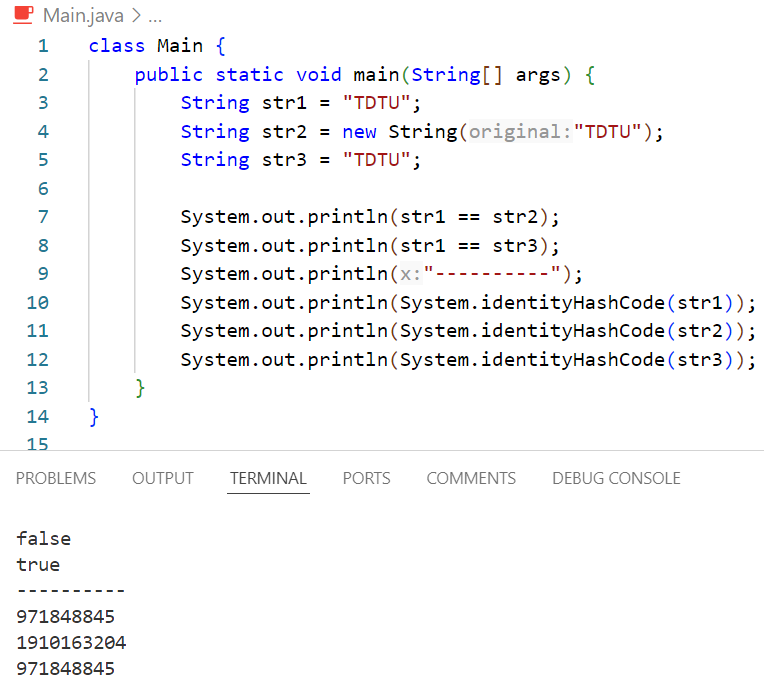 Main.java > ...
1 class Main {
2     public static void main(String[] args) {
3         String str1 = "TDTU";
4         String str2 = new String(original:"TDTU");
5         String str3 = "TDTU";
6
7         System.out.println(str1 == str2);
8         System.out.println(str1 == str3);
9         System.out.println(x:"----------");
10         System.out.println(System.identityHashCode(str1));
11         System.out.println(System.identityHashCode(str2));
12         System.out.println(System.identityHashCode(str3));
13     }
14 }
15
PROBLEMS OUTPUT TERMINAL PORTS COMMENTS DEBUG CONSOLE
false
true
----------
971848845
1910163204
971848845